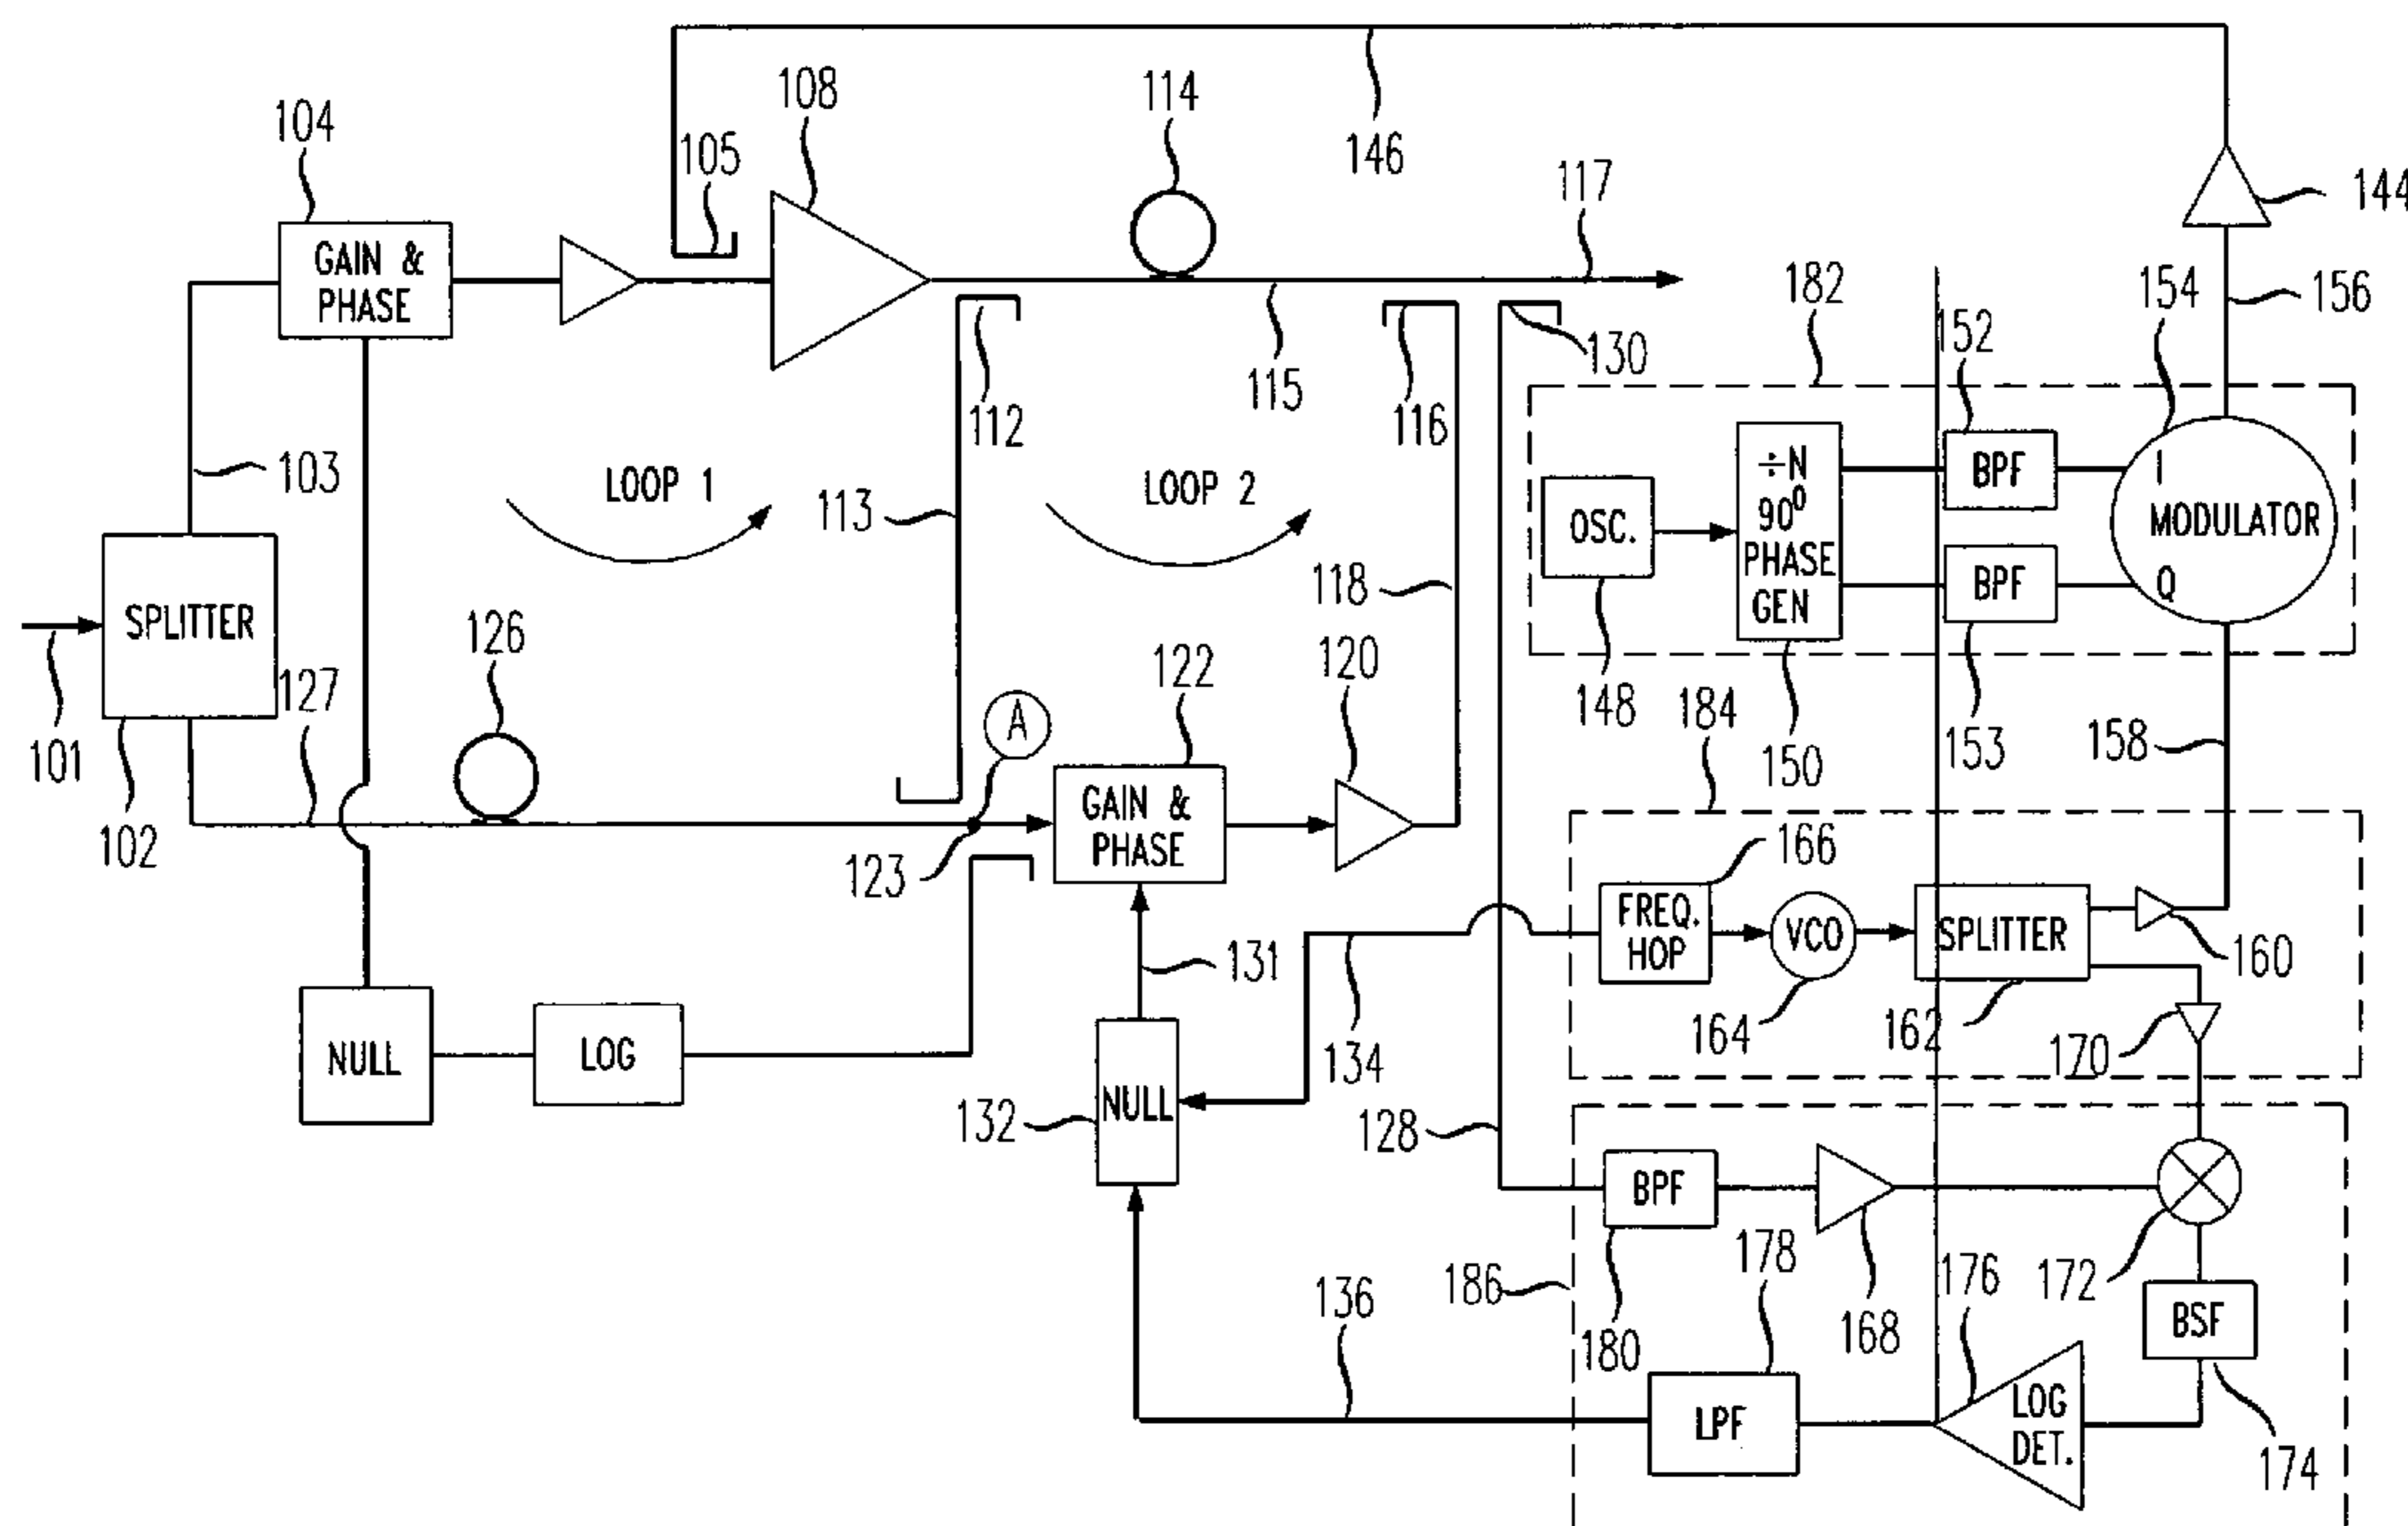 108
114
104
105
146
144
117
GAIN &
PHASE
182
154
156
152
130
115
112
116
103
LOOP 1
113
LOOP 2
OSC.
÷N
90⁰
PHASE
GEN
BPF
I
MODULATOR
BPF
Q
118
SPLITTER
126
122
120
127
101
102
A
148
184
150
153
158
GAIN &
PHASE
123
166
FREQ.
HOP
VCO
SPLITTER
160
131
164
162
170
134
NULL
LOG
NULL
132
128
BPF
178
180
168
172
186
176
136
BSF
LPF
LOG
DET.
174